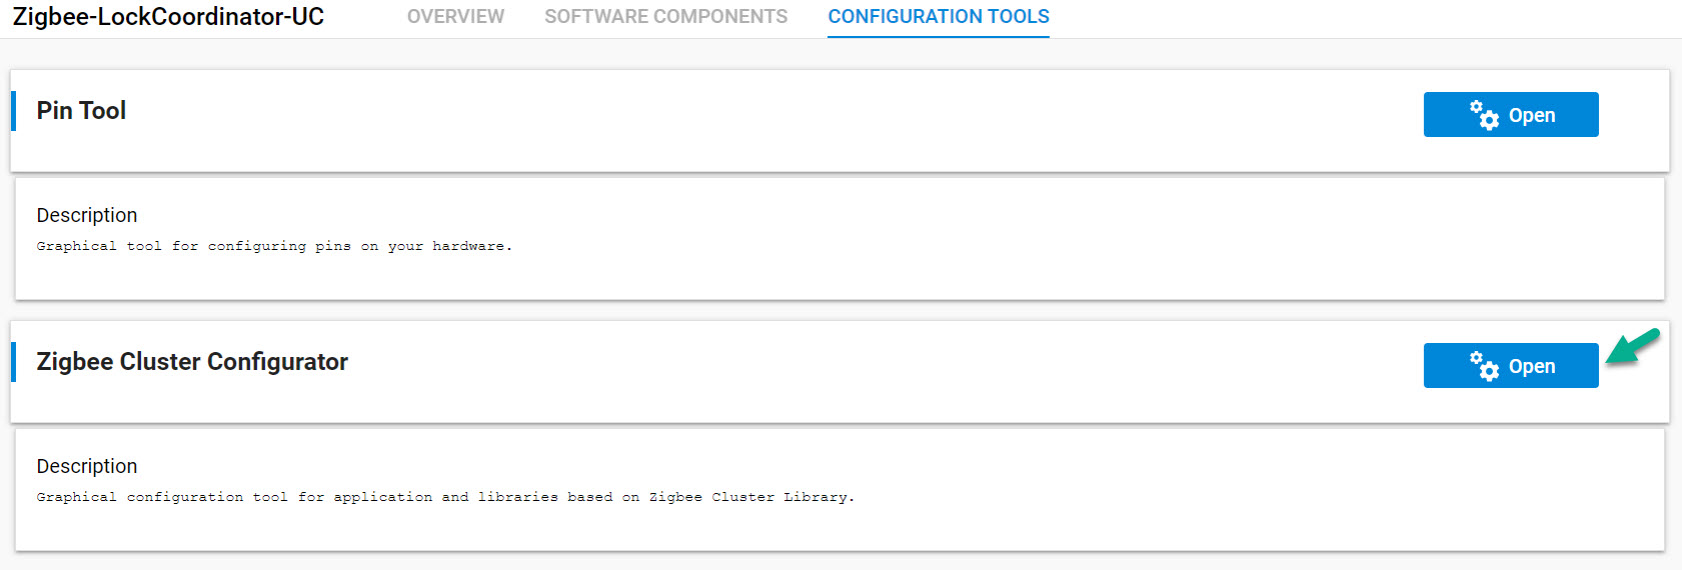 Zigbee-LockCoordinator-UC OVERVIEW SOFTWARE COMPONENTS CONFIGURATION TOOLS
Pin Tool
Open
Description
Graphical tool for configuring pins on your hardware.
Zigbee Cluster Configurator
Open
Description
Graphical configuration tool for application and libraries based on Zigbee Cluster Library.